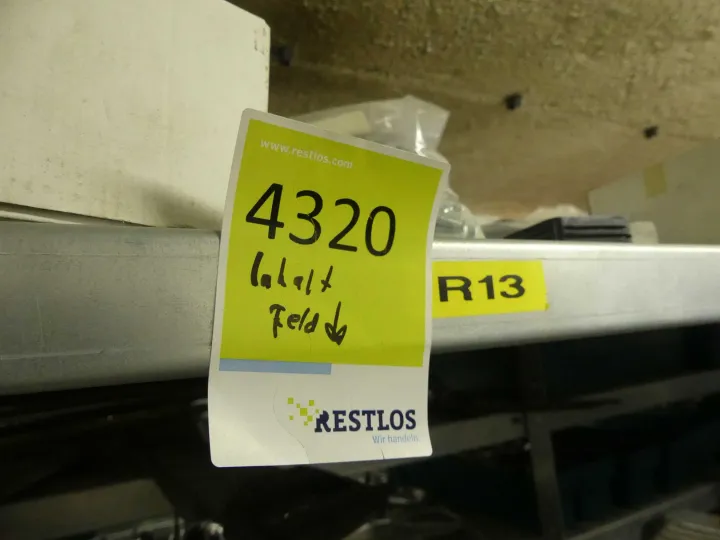 www.restlos.com
4320
Inhalt
Feld ↓
R13
RESTLOS
Wir handeln